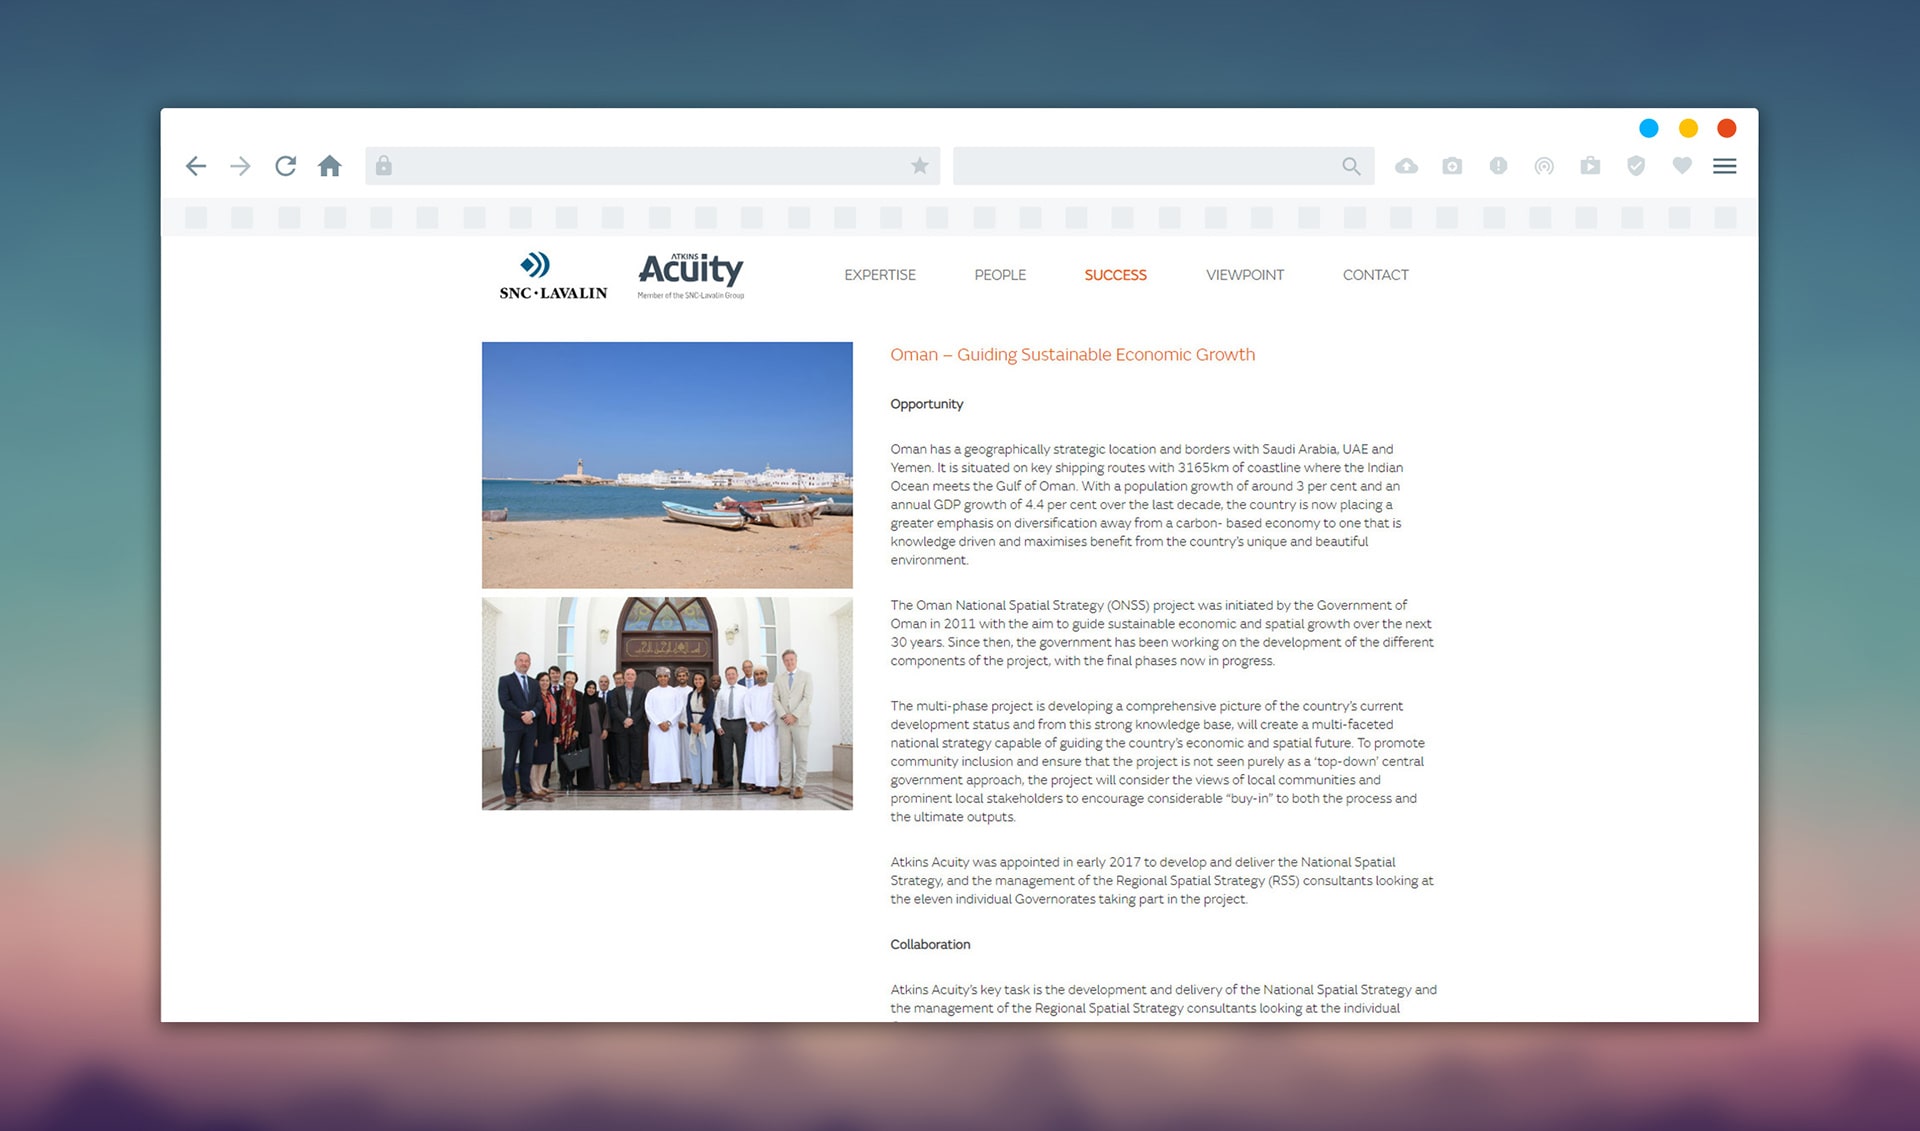 SNC·LAVALIN
ATKINS
Acuity
Member of the SNC-Lavalin Group
EXPERTISE
PEOPLE
SUCCESS
VIEWPOINT
CONTACT
Oman – Guiding Sustainable Economic Growth
Opportunity
Oman has a geographically strategic location and borders with Saudi Arabia, UAE and
Yemen. It is situated on key shipping routes with 3165km of coastline where the Indian
Ocean meets the Gulf of Oman. With a population growth of around 3 per cent and an
annual GDP growth of 4.4 per cent over the last decade, the country is now placing a
greater emphasis on diversification away from a carbon- based economy to one that is
knowledge driven and maximises benefit from the country's unique and beautiful
environment.
The Oman National Spatial Strategy (ONSS) project was initiated by the Government of
Oman in 2011 with the aim to guide sustainable economic and spatial growth over the next
30 years. Since then, the government has been working on the development of the different
components of the project, with the final phases now in progress.
The multi-phase project is developing a comprehensive picture of the country's current
development status and from this strong knowledge base, will create a multi-faceted
national strategy capable of guiding the country's economic and spatial future. To promote
community inclusion and ensure that the project is not seen purely as a 'top-down' central
government approach, the project will consider the views of local communities and
prominent local stakeholders to encourage considerable "buy-in" to both the process and
the ultimate outputs.
Atkins Acuity was appointed in early 2017 to develop and deliver the National Spatial
Strategy, and the management of the Regional Spatial Strategy (RSS) consultants looking at
the eleven individual Governorates taking part in the project.
Collaboration
Atkins Acuity's key task is the development and delivery of the National Spatial Strategy and
the management of the Regional Spatial Strategy consultants looking at the individual